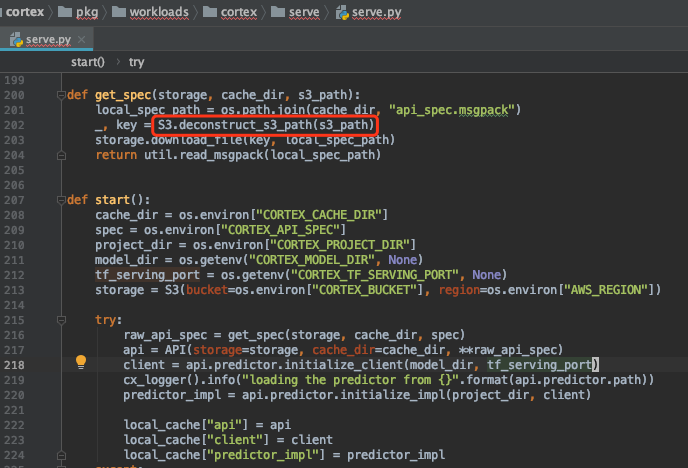 cortex pkg workloads cortex serve serve.py
serve.py
start() try
199
200 def get_spec(storage, cache_dir, s3_path):
201 local_spec_path = os.path.join(cache_dir, "api_spec.msgpack")
202 _, key = S3.deconstruct_s3_path(s3_path)
203 storage.download_file(key, local_spec_path)
204 return util.read_msgpack(local_spec_path)
205
206
207 def start():
208 cache_dir = os.environ["CORTEX_CACHE_DIR"]
209 spec = os.environ["CORTEX_API_SPEC"]
210 project_dir = os.environ["CORTEX_PROJECT_DIR"]
211 model_dir = os.getenv("CORTEX_MODEL_DIR", None)
212 tf_serving_port = os.getenv("CORTEX_TF_SERVING_PORT", None)
213 storage = S3(bucket=os.environ["CORTEX_BUCKET"], region=os.environ["AWS_REGION"])
214
215 try:
216 raw_api_spec = get_spec(storage, cache_dir, spec)
217 api = API(storage=storage, cache_dir=cache_dir, **raw_api_spec)
218 client = api.predictor.initialize_client(model_dir, tf_serving_port)
219 cx_logger().info("loading the predictor from {}".format(api.predictor.path))
220 predictor_impl = api.predictor.initialize_impl(project_dir, client)
221
222 local_cache["api"] = api
223 local_cache["client"] = client
224 local_cache["predictor_impl"] = predictor_impl